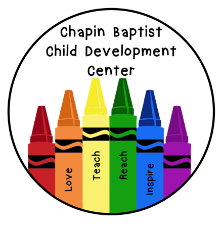 Chapin Baptist
Child Development
Center
Love
Teach
Reach
Inspire